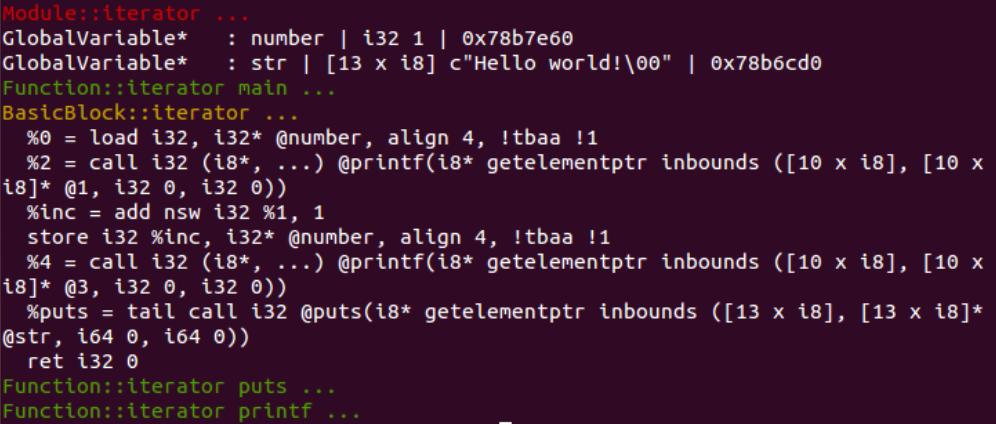 Module::iterator ...
GlobalVariable*   : number | i32 1 | 0x78b7e60
GlobalVariable*   : str | [13 x i8] c"Hello world!\00" | 0x78b6cd0
Function::iterator main ...
BasicBlock::iterator ...
  %0 = load i32, i32* @number, align 4, !tbaa !1
  %2 = call i32 (i8*, ...) @printf(i8* getelementptr inbounds ([10 x i8], [10 x
i8]* @1, i32 0, i32 0))
  %inc = add nsw i32 %1, 1
  store i32 %inc, i32* @number, align 4, !tbaa !1
  %4 = call i32 (i8*, ...) @printf(i8* getelementptr inbounds ([10 x i8], [10 x
i8]* @3, i32 0, i32 0))
  %puts = tail call i32 @puts(i8* getelementptr inbounds ([13 x i8], [13 x i8]*
@str, i64 0, i64 0))
  ret i32 0
Function::iterator puts ...
Function::iterator printf ...